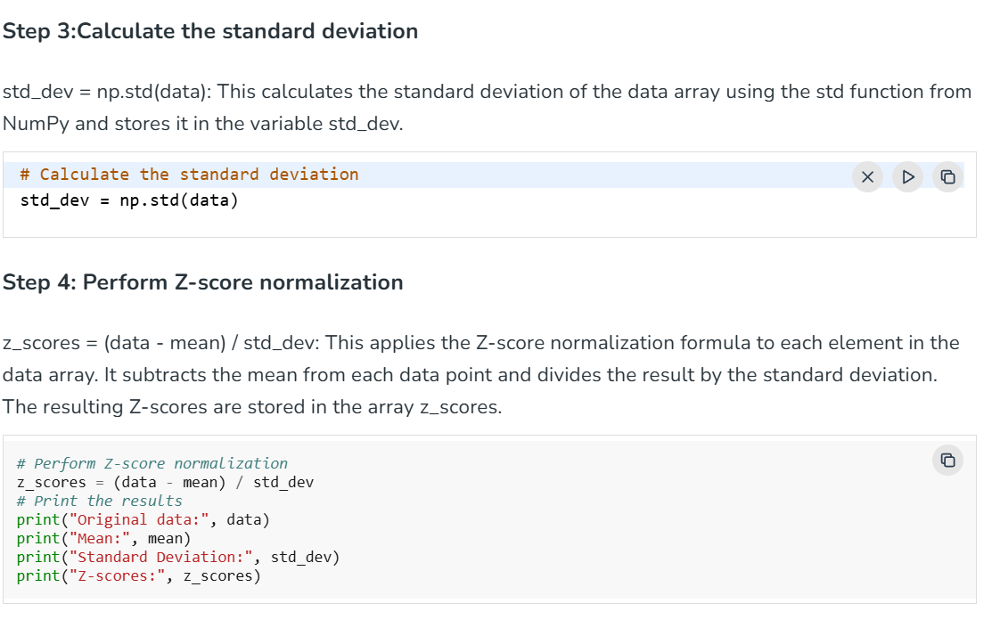 Step 3:Calculate the standard deviation
std_dev = np.std(data): This calculates the standard deviation of the data array using the std function from
NumPy and stores it in the variable std_dev.
# Calculate the standard deviation
std_dev = np.std(data)
Step 4: Perform Z-score normalization
z_scores = (data - mean) / std_dev: This applies the Z-score normalization formula to each element in the
data array. It subtracts the mean from each data point and divides the result by the standard deviation.
The resulting Z-scores are stored in the array z_scores.
# Perform Z-score normalization
z_scores = (data - mean) / std_dev
# Print the results
print("Original data:", data)
print("Mean:", mean)
print("Standard Deviation:", std_dev)
print("Z-scores:", z_scores)